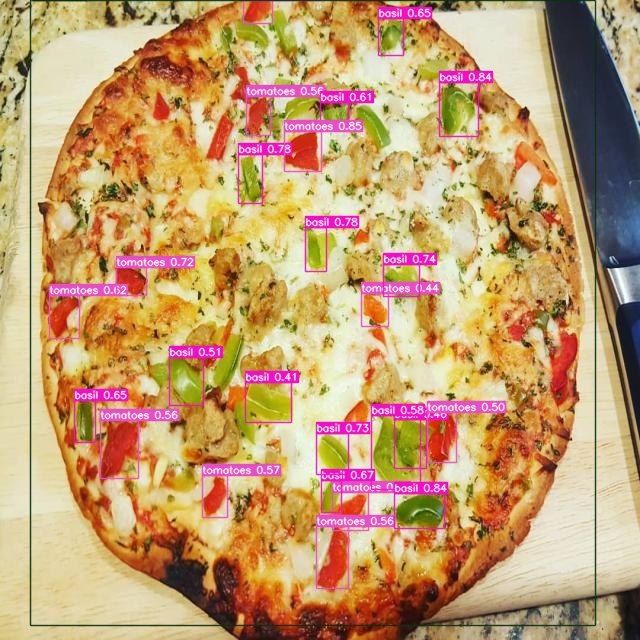 basil 0.65
basil 0.84
tomatoes 0.56
basil 0.61
tomatoes 0.85
basil 0.78
basil 0.78
basil 0.74
tomatoes 0.72
tomatoes 0.62
tomatoes 0.44
basil 0.51
basil 0.41
basil 0.65
tomatoes 0.56
basil 0.58
tomatoes 0.50
basil 0.73
tomatoes 0.57
basil 0.67
tomatoes
basil 0.84
tomatoes 0.56